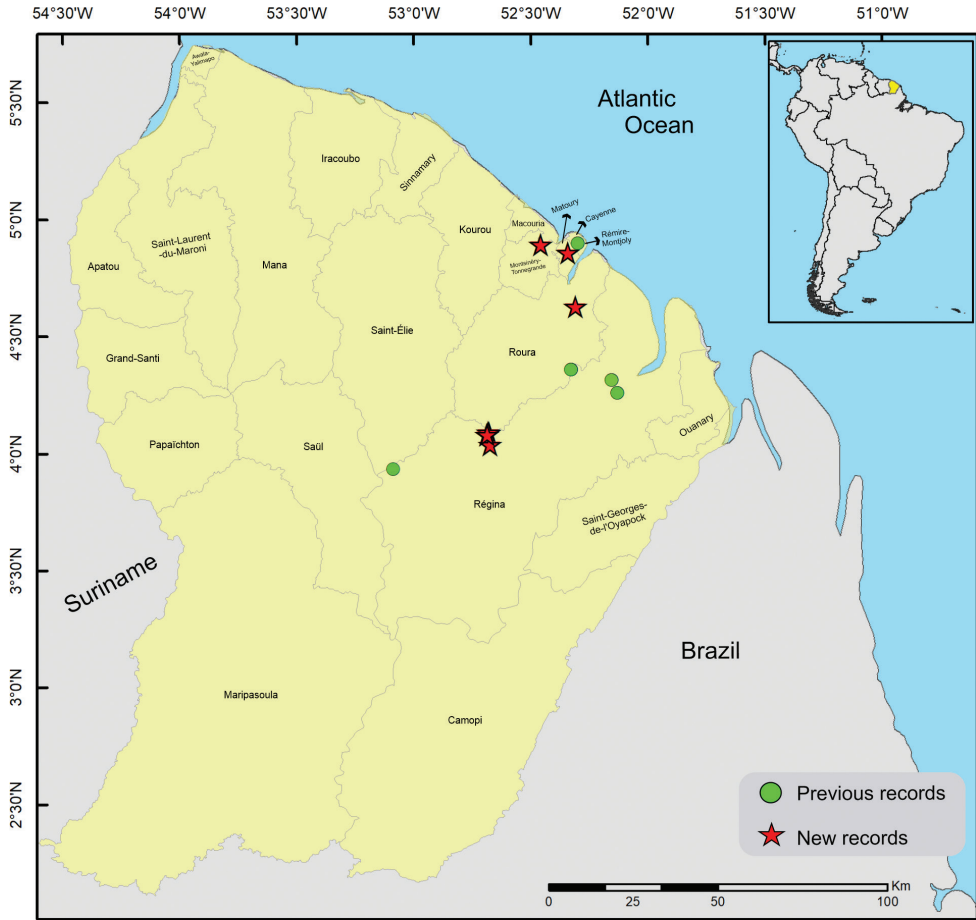 54°30'W 54°0'W 53°30'W 53°0'W 52°30'W 52°0'W 51°30'W 51°0'W
5°30'N
5°0'N
4°30'N
4°0'N
3°30'N
3°0'N
2°30'N
Awala-
Yalimapo
Atlantic
Ocean
Iracoubo
Sinnamary
Matoury
Cayenne
Macouria
Kourou
Rémire-
Montjoly
Saint-Laurent
-du-Maroni
Apatou
Mana
Montsinéry-
Tonnegrande
Saint-Élie
Grand-Santi
Roura
Ouanary
Papaïchton
Saül
Régina
Saint-Georges-
de-l'Oyapock
Suriname
Brazil
Maripasoula
Camopi
Previous records
New records
Km
0 25 50 100